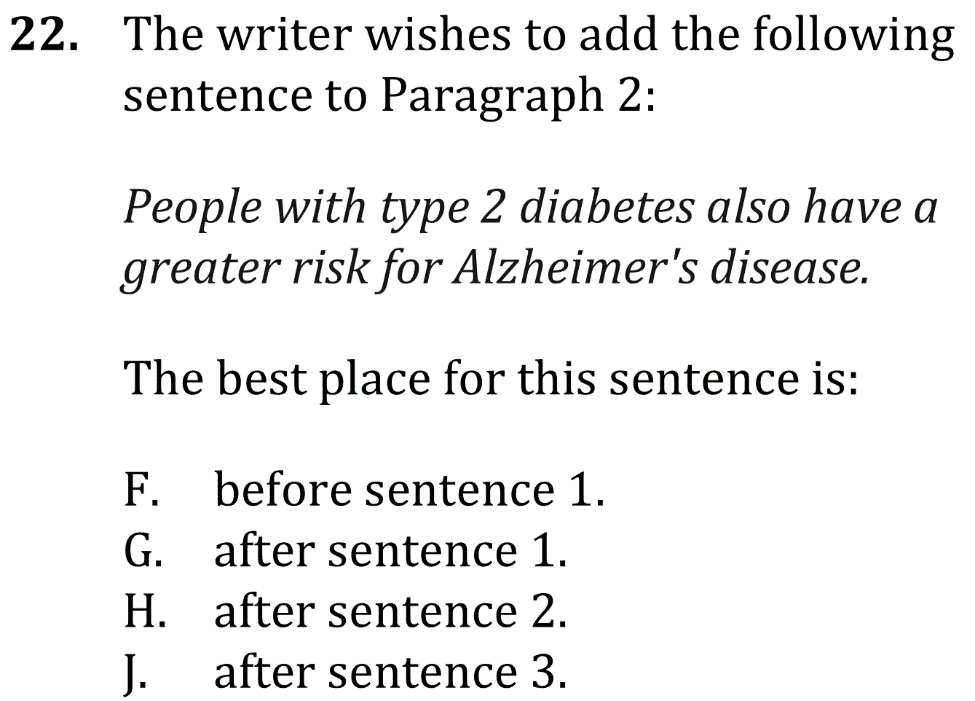 22. The writer wishes to add the following
sentence to Paragraph 2:
People with type 2 diabetes also have a
greater risk for Alzheimer's disease.
The best place for this sentence is:
F. before sentence 1.
G. after sentence 1.
H. after sentence 2.
J. after sentence 3.